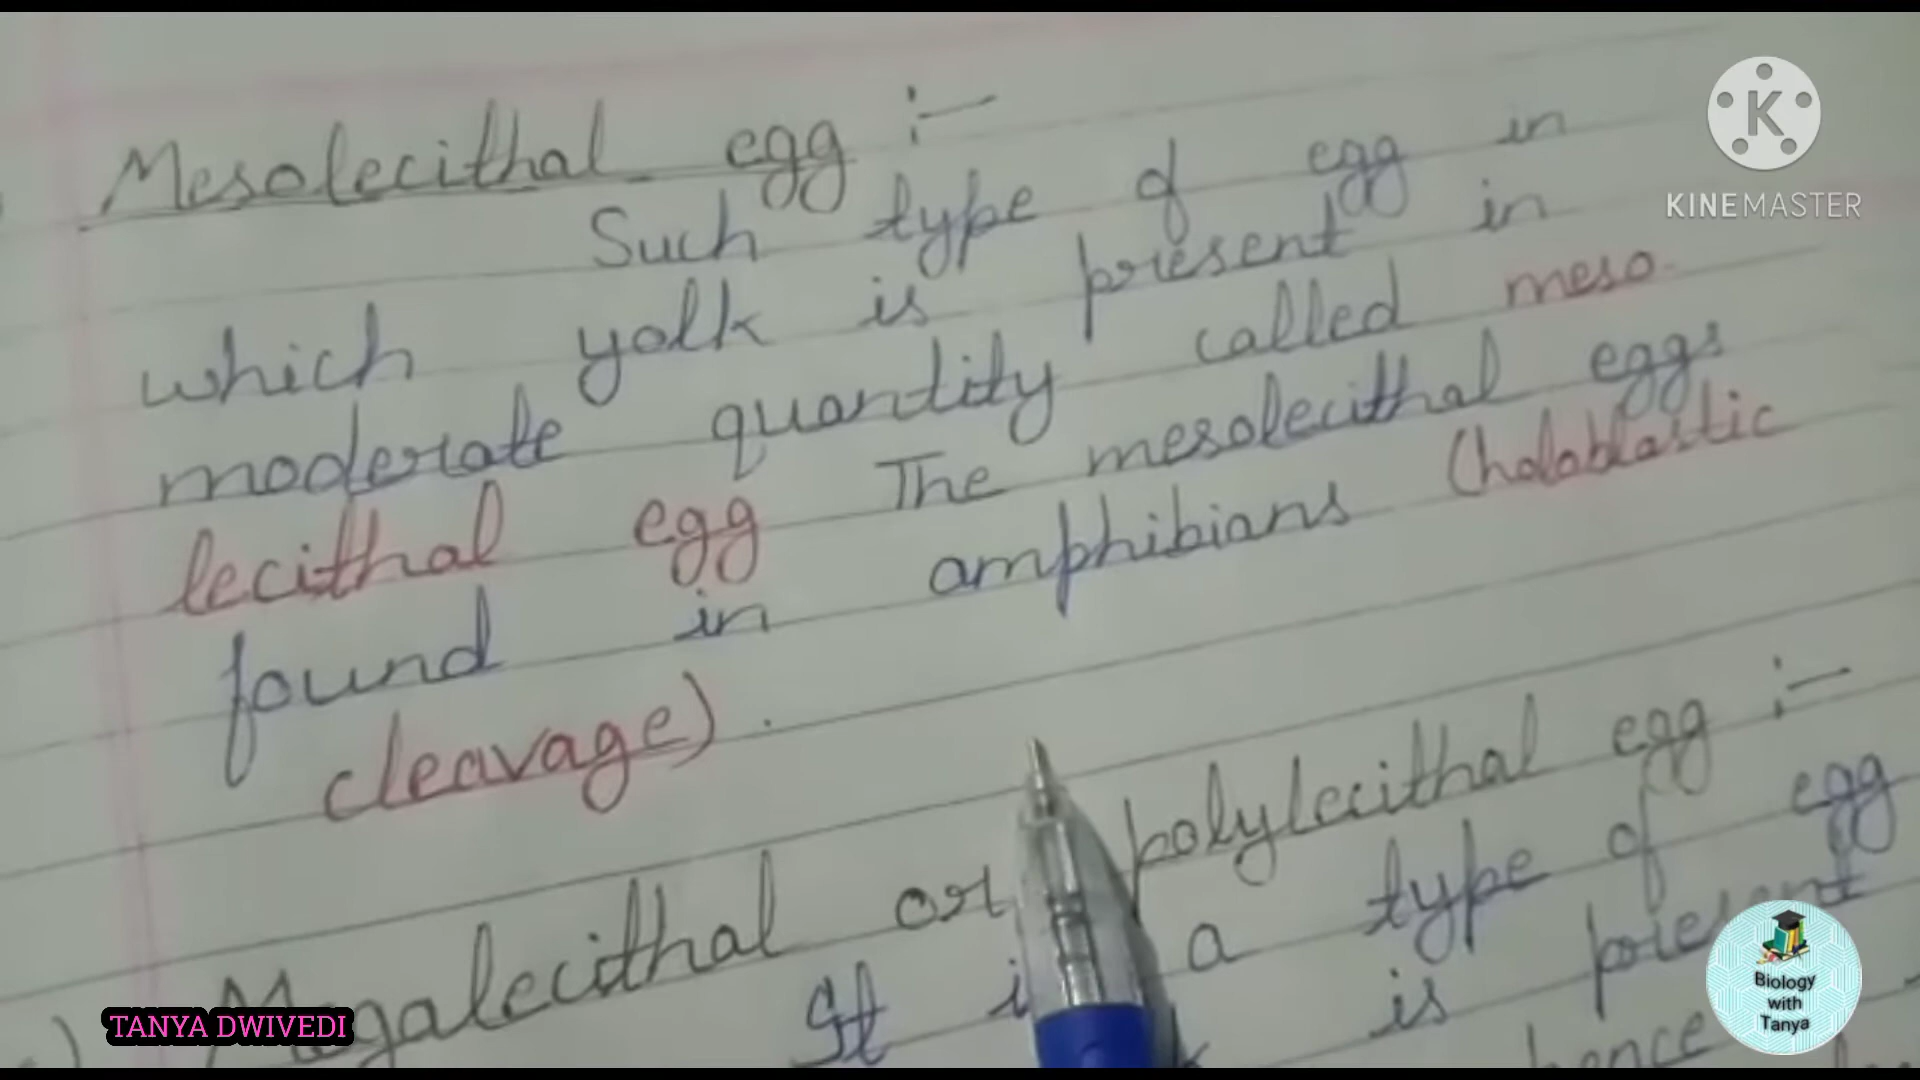 Mesolecithal egg :-
Such type of egg in
which yolk is present in
moderate quantity called meso-
lecithal egg The mesolecithal eggs
found in amphibians (holoblastic
cleavage).
Megalecithal or polylecithal egg :-
It is a type of egg
is present
hence
KINEMASTER
TANYA DWIVEDI
Biology
with
Tanya